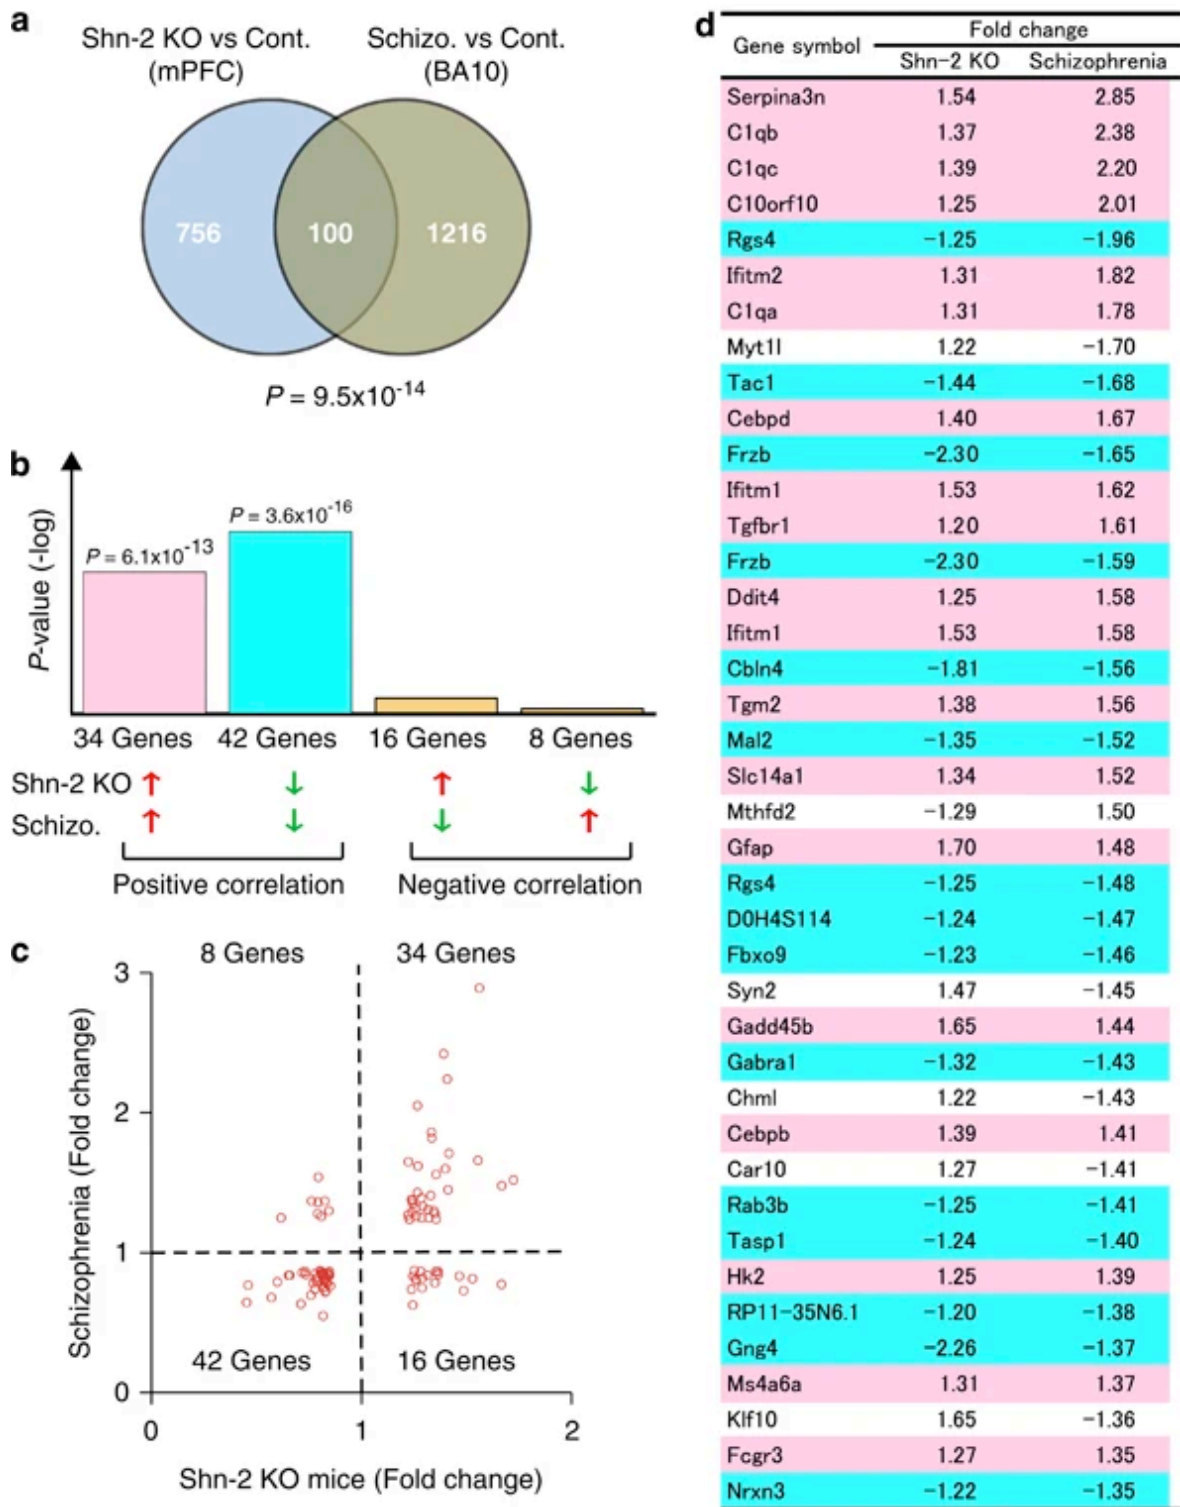 a
Shn-2 KO vs Cont.
(mPFC)
Schizo. vs Cont.
(BA10)
756
100
1216
P = 9.5x10-14
b
P-value (-log)
P = 6.1x10-13
P = 3.6x10-16
34 Genes 42 Genes 16 Genes 8 Genes
Shn-2 KO ↑ ↓ ↑ ↓
Schizo. ↑ ↓ ↓ ↑
Positive correlation Negative correlation
c
8 Genes 34 Genes
Schizophrenia (Fold change)
3
2
1
0
42 Genes 16 Genes
0 1 2
Shn-2 KO mice (Fold change)
d
Gene symbol Fold change
Shn-2 KO Schizophrenia
Serpina3n 1.54 2.85
C1qb 1.37 2.38
C1qc 1.39 2.20
C10orf10 1.25 2.01
Rgs4 −1.25 −1.96
Ifitm2 1.31 1.82
C1qa 1.31 1.78
Myt1l 1.22 −1.70
Tac1 −1.44 −1.68
Cebpd 1.40 1.67
Frzb −2.30 −1.65
Ifitm1 1.53 1.62
Tgfbr1 1.20 1.61
Frzb −2.30 −1.59
Ddit4 1.25 1.58
Ifitm1 1.53 1.58
Cbln4 −1.81 −1.56
Tgm2 1.38 1.56
Mal2 −1.35 −1.52
Slc14a1 1.34 1.52
Mthfd2 −1.29 1.50
Gfap 1.70 1.48
Rgs4 −1.25 −1.48
D0H4S114 −1.24 −1.47
Fbxo9 −1.23 −1.46
Syn2 1.47 −1.45
Gadd45b 1.65 1.44
Gabra1 −1.32 −1.43
Chml 1.22 −1.43
Cebpb 1.39 1.41
Car10 1.27 −1.41
Rab3b −1.25 −1.41
Tasp1 −1.24 −1.40
Hk2 1.25 1.39
RP11−35N6.1 −1.20 −1.38
Gng4 −2.26 −1.37
Ms4a6a 1.31 1.37
Klf10 1.65 −1.36
Fcgr3 1.27 1.35
Nrxn3 −1.22 −1.35